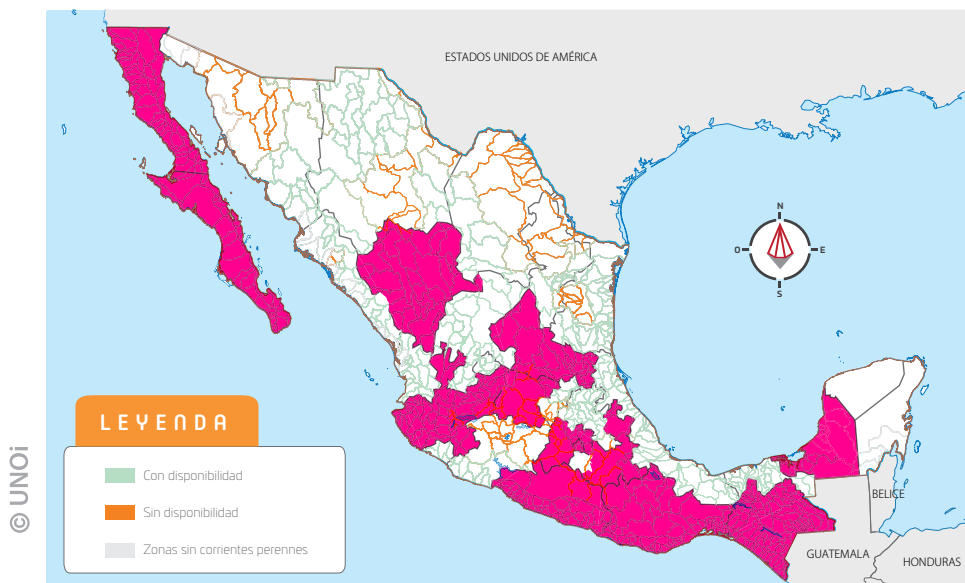 ESTADOS UNIDOS DE AMÉRICA
N
O
E
S
LEYENDA
Con disponibilidad
Sin disponibilidad
Zonas sin corrientes perennes
BELICE
GUATEMALA
HONDURAS
© UNOi